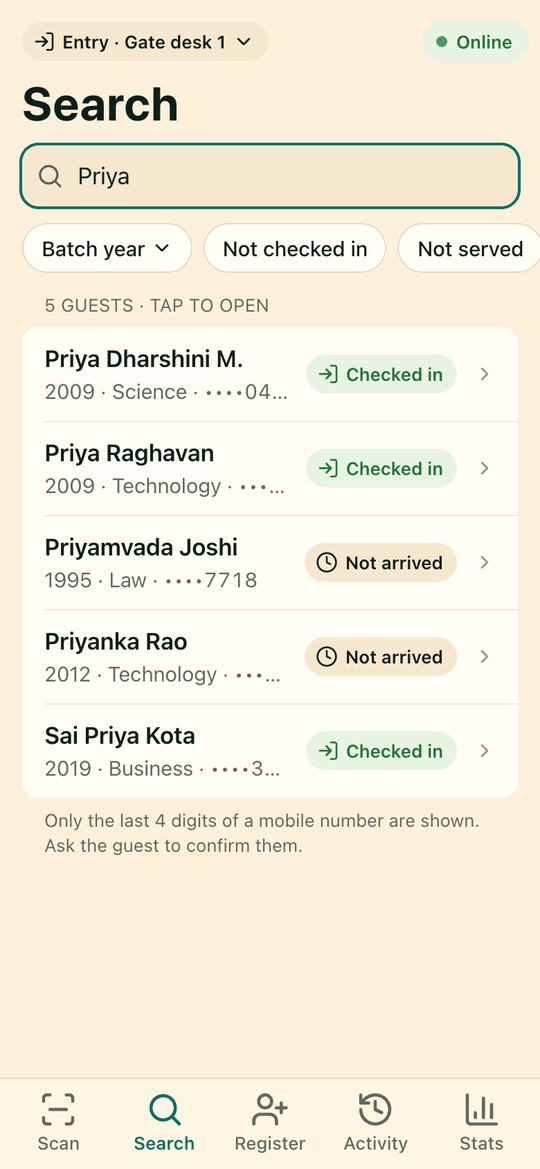 Entry · Gate desk 1
Online
Search
Priya
Batch year
Not checked in
Not served
5 GUESTS · TAP TO OPEN
Priya Dharshini M.
2009 · Science · ••••04...
Checked in
Priya Raghavan
2009 · Technology · •••...
Checked in
Priyamvada Joshi
1995 · Law · ••••7718
Not arrived
Priyanka Rao
2012 · Technology · •••...
Not arrived
Sai Priya Kota
2019 · Business · ••••3...
Checked in
Only the last 4 digits of a mobile number are shown.
Ask the guest to confirm them.
Scan
Search
Register
Activity
Stats